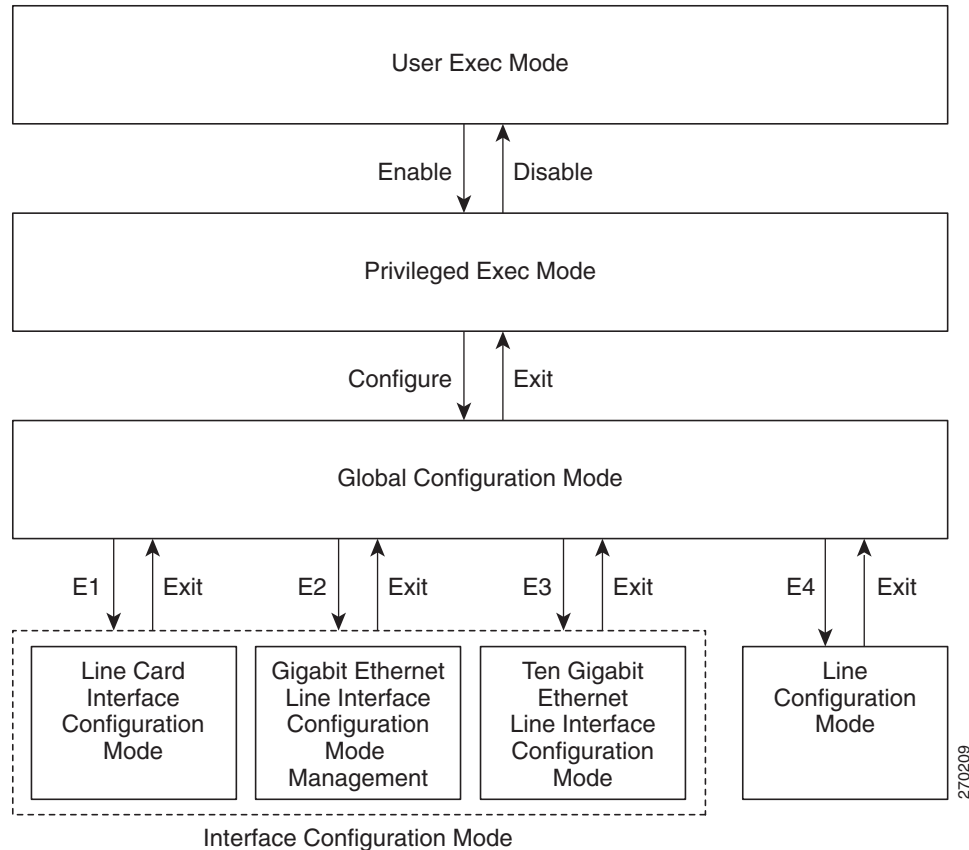 User Exec Mode
Enable
Disable
Privileged Exec Mode
Configure
Exit
Global Configuration Mode
E1
Exit
E2
Exit
E3
Exit
E4
Exit
Line Card
Interface
Configuration
Mode
Gigabit Ethernet
Line Interface
Configuration
Mode
Management
Ten Gigabit
Ethernet
Line Interface
Configuration
Mode
Line
Configuration
Mode
Interface Configuration Mode
270209